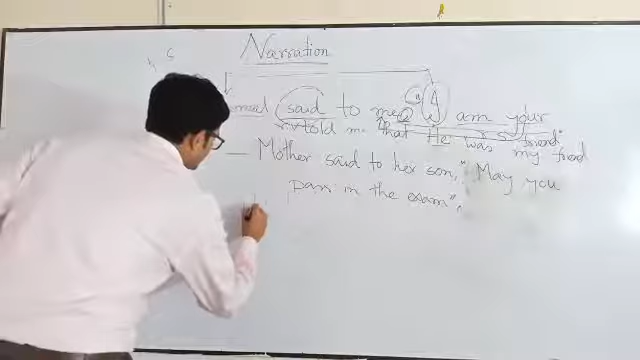 Narration
said to me, "I am your friend"
told me that He was my friend
— Mother said to her son, "May you
pass in the exam",